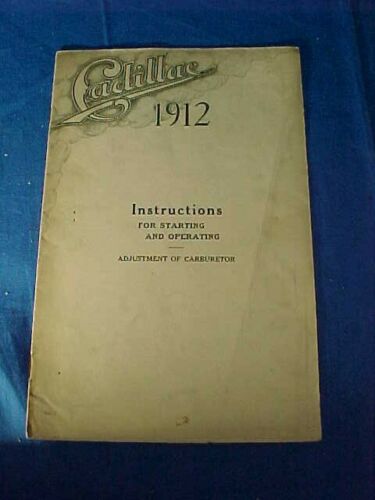 Cadillac
1912
Instructions
FOR STARTING
AND OPERATING
ADJUSTMENT OF CARBURETOR